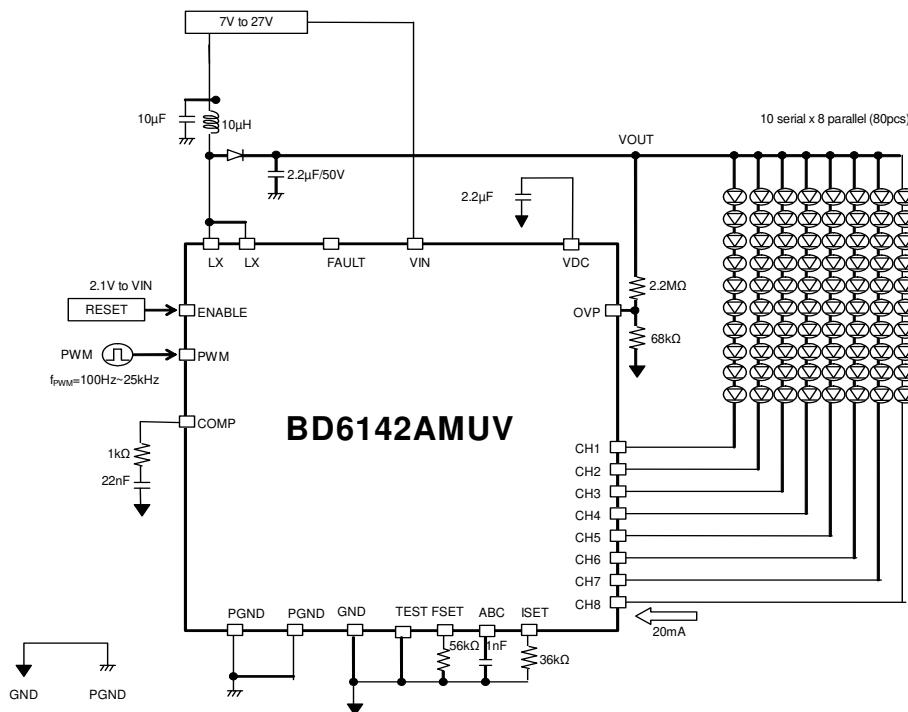 7V to 27V
10µF
10µH
10 serial x 8 parallel (80pcs)
VOUT
2.2µF/50V
2.2µF
LX
LX
FAULT
VIN
VDC
2.1V to VIN
RESET
ENABLE
2.2MΩ
OVP
68kΩ
PWM
PWM
fPWM=100Hz~25kHz
COMP
BD6142AMUV
1kΩ
22nF
CH1
CH2
CH3
CH4
CH5
CH6
CH7
CH8
20mA
PGND
PGND
GND
TEST
FSET
ABC
ISET
56kΩ
1nF
36kΩ
GND
PGND